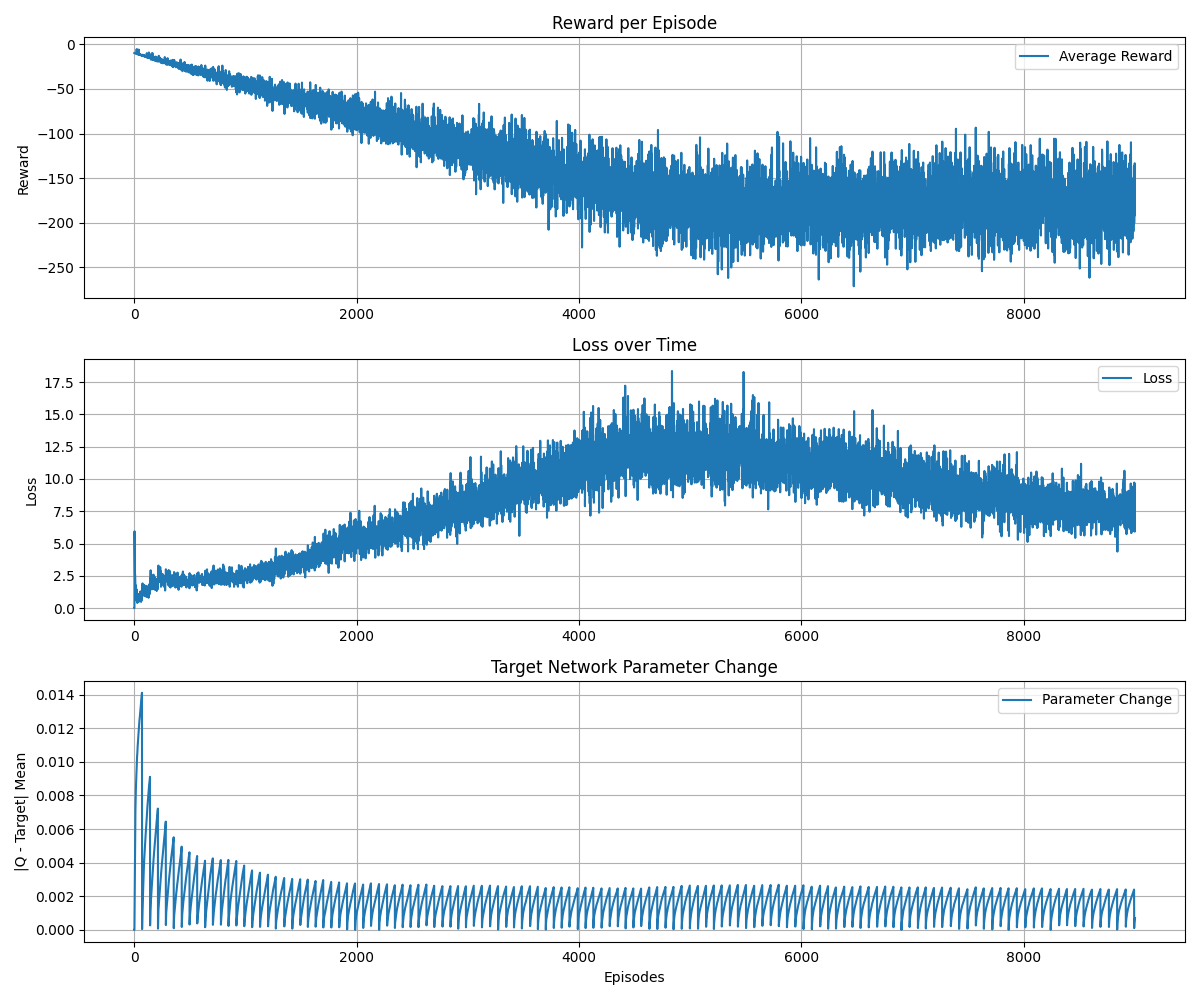 Reward per Episode
Reward
0
−50
−100
−150
−200
−250
Average Reward
0 2000 4000 6000 8000
Loss over Time
Loss
17.5
15.0
12.5
10.0
7.5
5.0
2.5
0.0
Loss
0 2000 4000 6000 8000
Target Network Parameter Change
|Q - Target| Mean
0.014
0.012
0.010
0.008
0.006
0.004
0.002
0.000
Parameter Change
0 2000 4000 6000 8000
Episodes